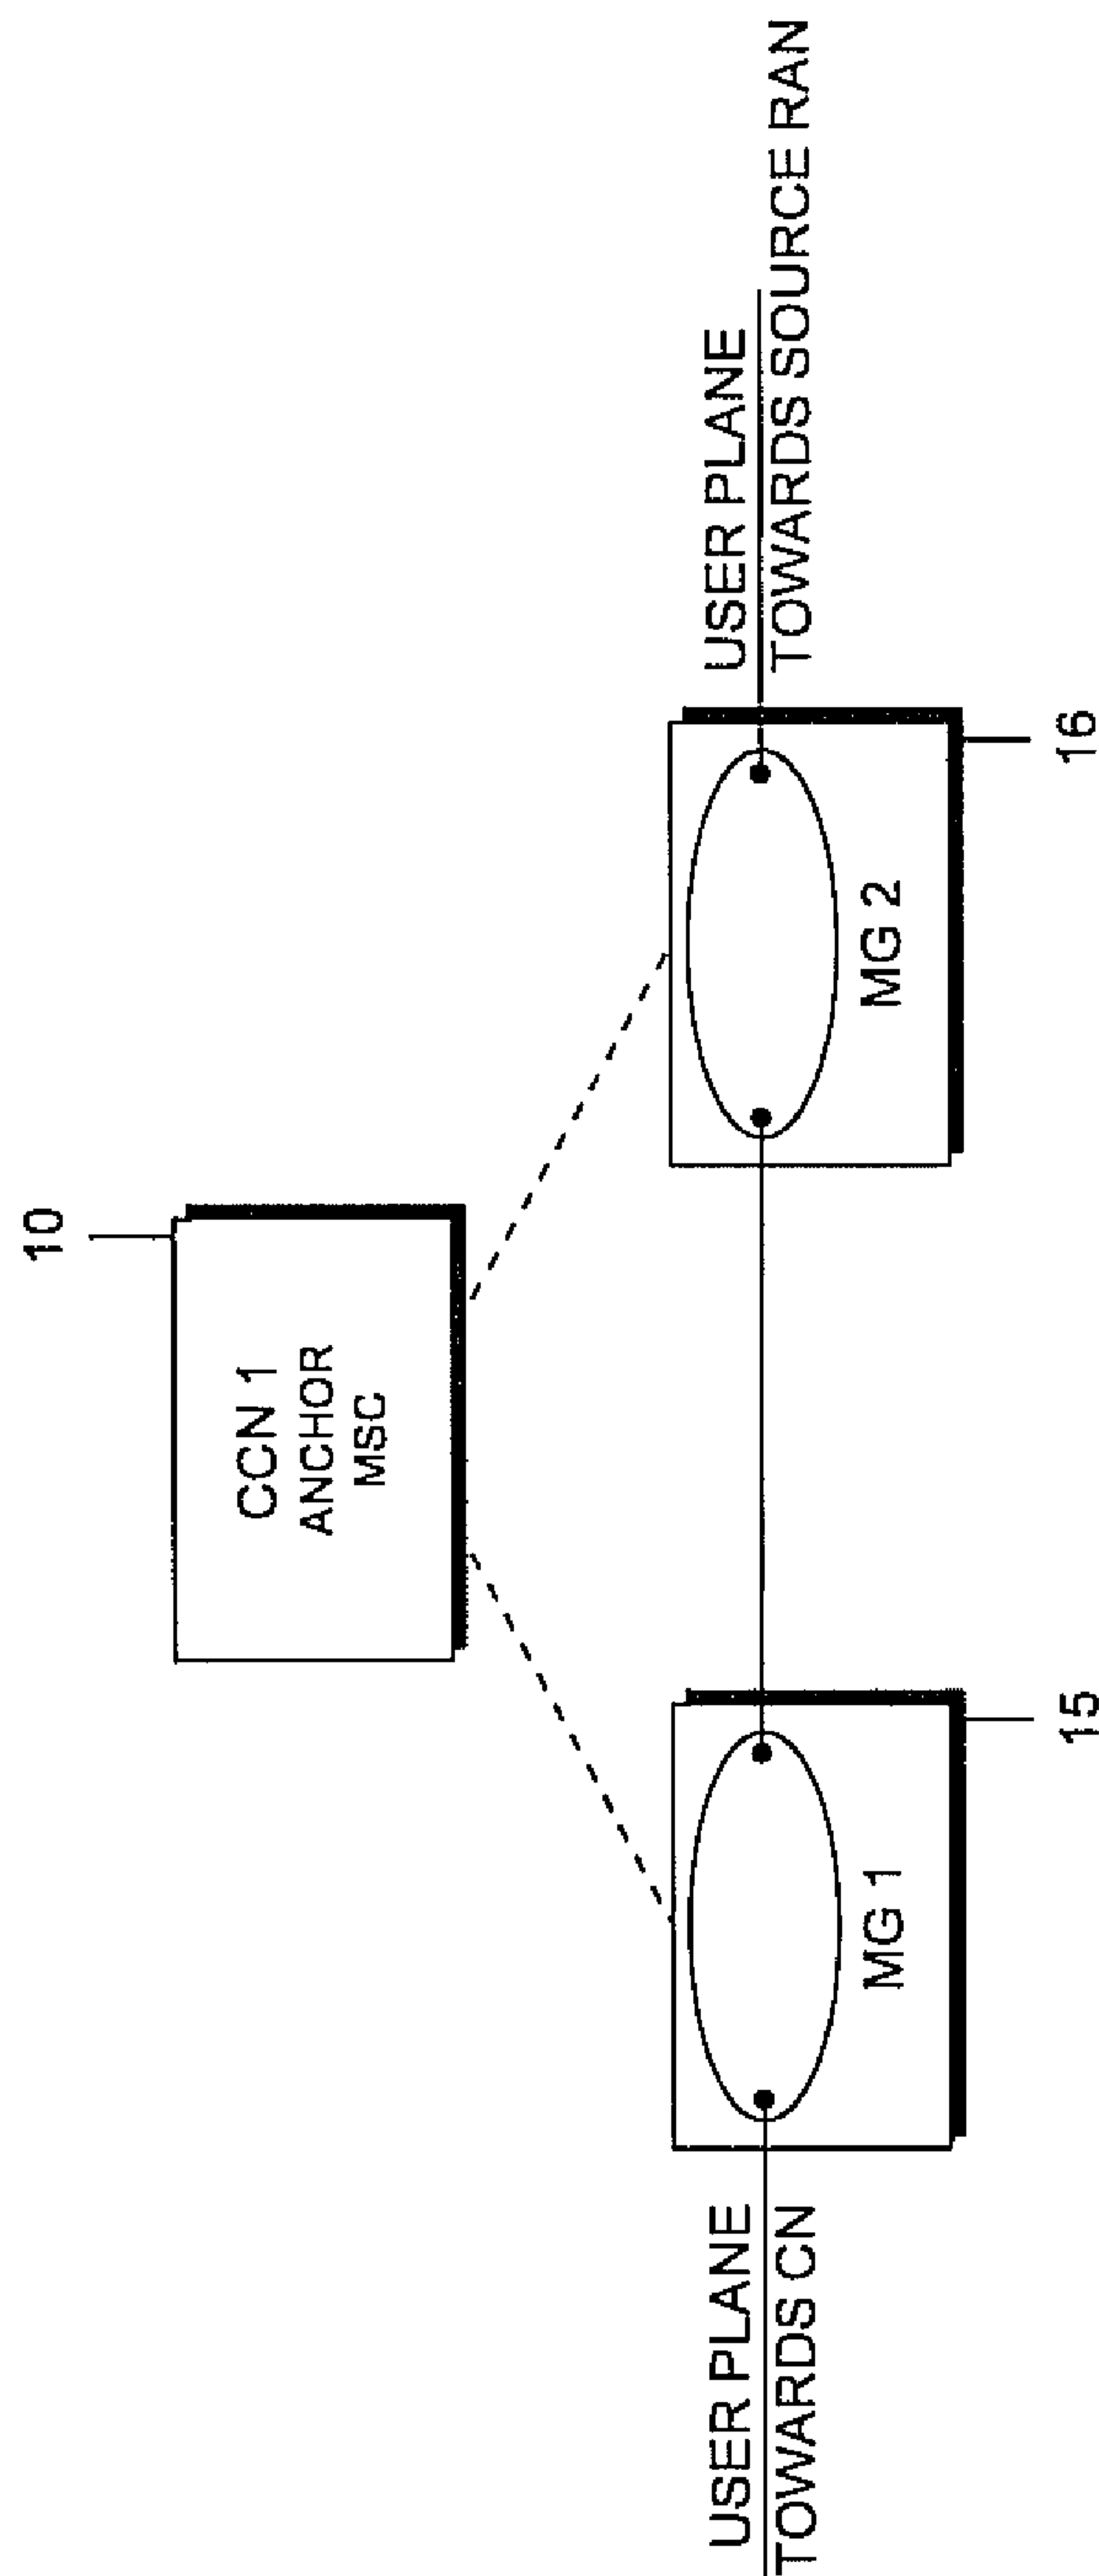 10
CCN 1
ANCHOR
MSC
USER PLANE
TOWARDS CN
MG 1
15
MG 2
16
USER PLANE
TOWARDS SOURCE RAN